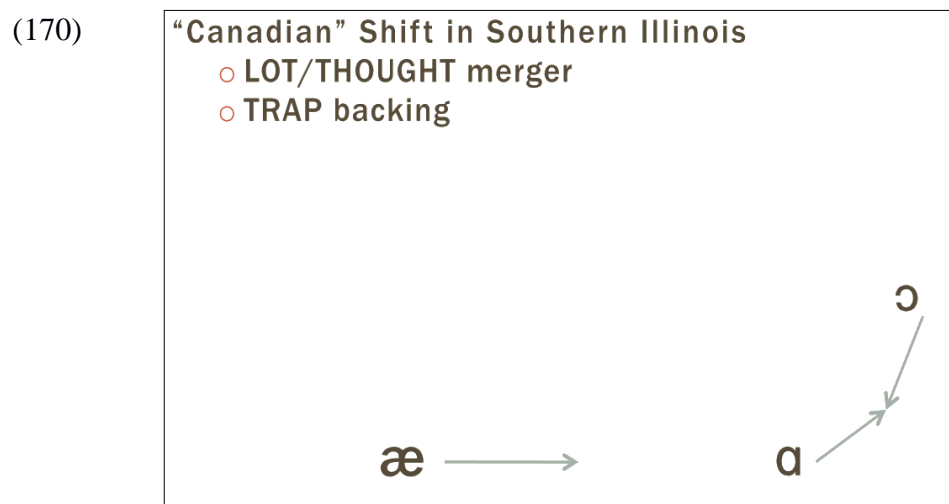 (170)
“Canadian” Shift in Southern Illinois
○ LOT/THOUGHT merger
○ TRAP backing
ɔ
æ ɑ